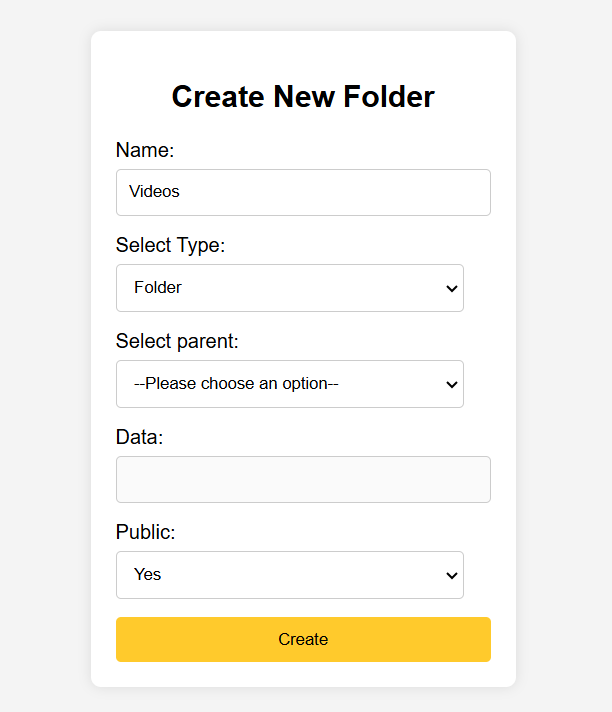 Create New Folder
Name:
Videos
Select Type:
Folder
Select parent:
--Please choose an option--
Data:
Public:
Yes
Create